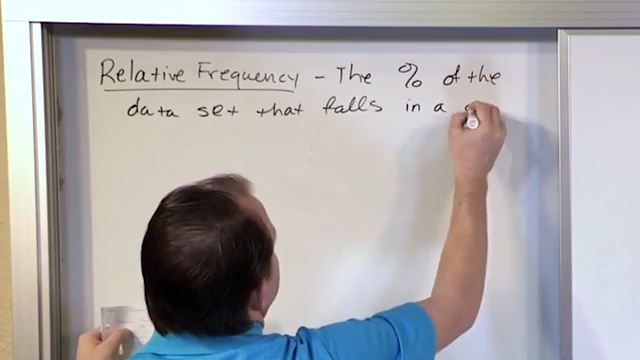 Relative Frequency - The % of the
data set that falls in a